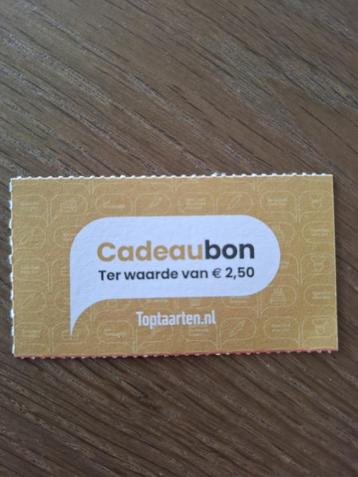 Cadeaubon
Ter waarde van € 2,50
Toptaarten.nl